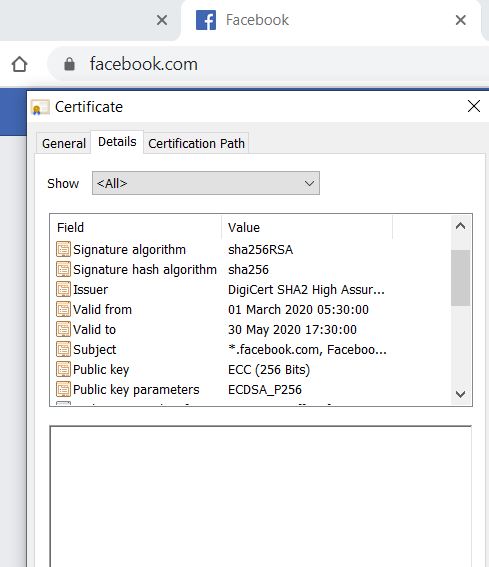 Facebook
facebook.com
Certificate
General Details Certification Path
Show <All>
Field Value
Signature algorithm sha256RSA
Signature hash algorithm sha256
Issuer DigiCert SHA2 High Assur...
Valid from 01 March 2020 05:30:00
Valid to 30 May 2020 17:30:00
Subject *.facebook.com, Faceboo...
Public key ECC (256 Bits)
Public key parameters ECDSA_P256